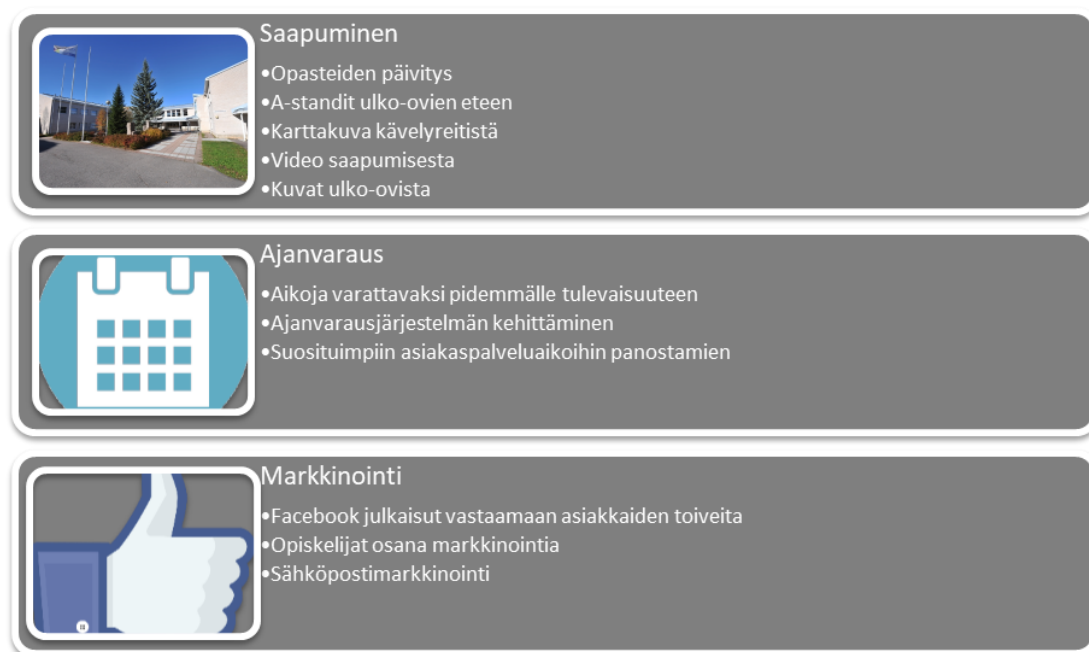 Saapuminen
•Opasteiden päivitys
•A-standit ulko-ovien eteen
•Karttakuva kävelyreitistä
•Video saapumisesta
•Kuvat ulko-ovista
Ajanvaraus
•Aikoja varattavaksi pidemmälle tulevaisuuteen
•Ajanvarausjärjestelmän kehittäminen
•Suosituimpiin asiakaspalveluaikoihin panostamien
Markkinointi
•Facebook julkaisut vastaamaan asiakkaiden toiveita
•Opiskelijat osana markkinointia
•Sähköpostimarkkinointi